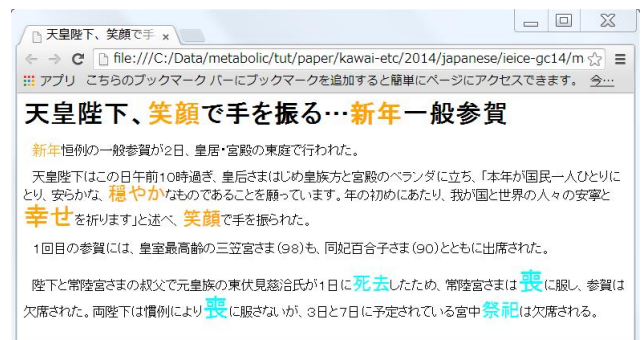 天皇陛下、笑顔で手
file:///C:/Data/metabolic/tut/paper/kawai-etc/2014/japanese/ieice-gc14/m
アプリ こちらのブックマーク バーにブックマークを追加すると簡単にページにアクセスできます。 今…
天皇陛下、笑顔で手を振る…新年一般参賀
新年恒例の一般参賀が2日、皇居・宮殿の東庭で行われた。
天皇陛下はこの日午前10時過ぎ、皇后さまはじめ皇族方と宮殿のベランダに立ち、「本年が国民一人ひとりに
とり、安らかな、穏やかなものであることを願っています。年の初めにあたり、我が国と世界の人々の安寧と
幸せを祈ります」と述べ、笑顔で手を振られた。
1回目の参賀には、皇室最高齢の三笠宮さま(98)も、同妃百合子さま(90)とともに出席された。
陛下と常陸宮さまの叔父で元皇族の東伏見慈洽氏が1日に死去したため、常陸宮さまは喪に服し、参賀は
欠席された。両陛下は慣例により喪に服さないが、3日と7日に予定されている宮中祭祀は欠席される。